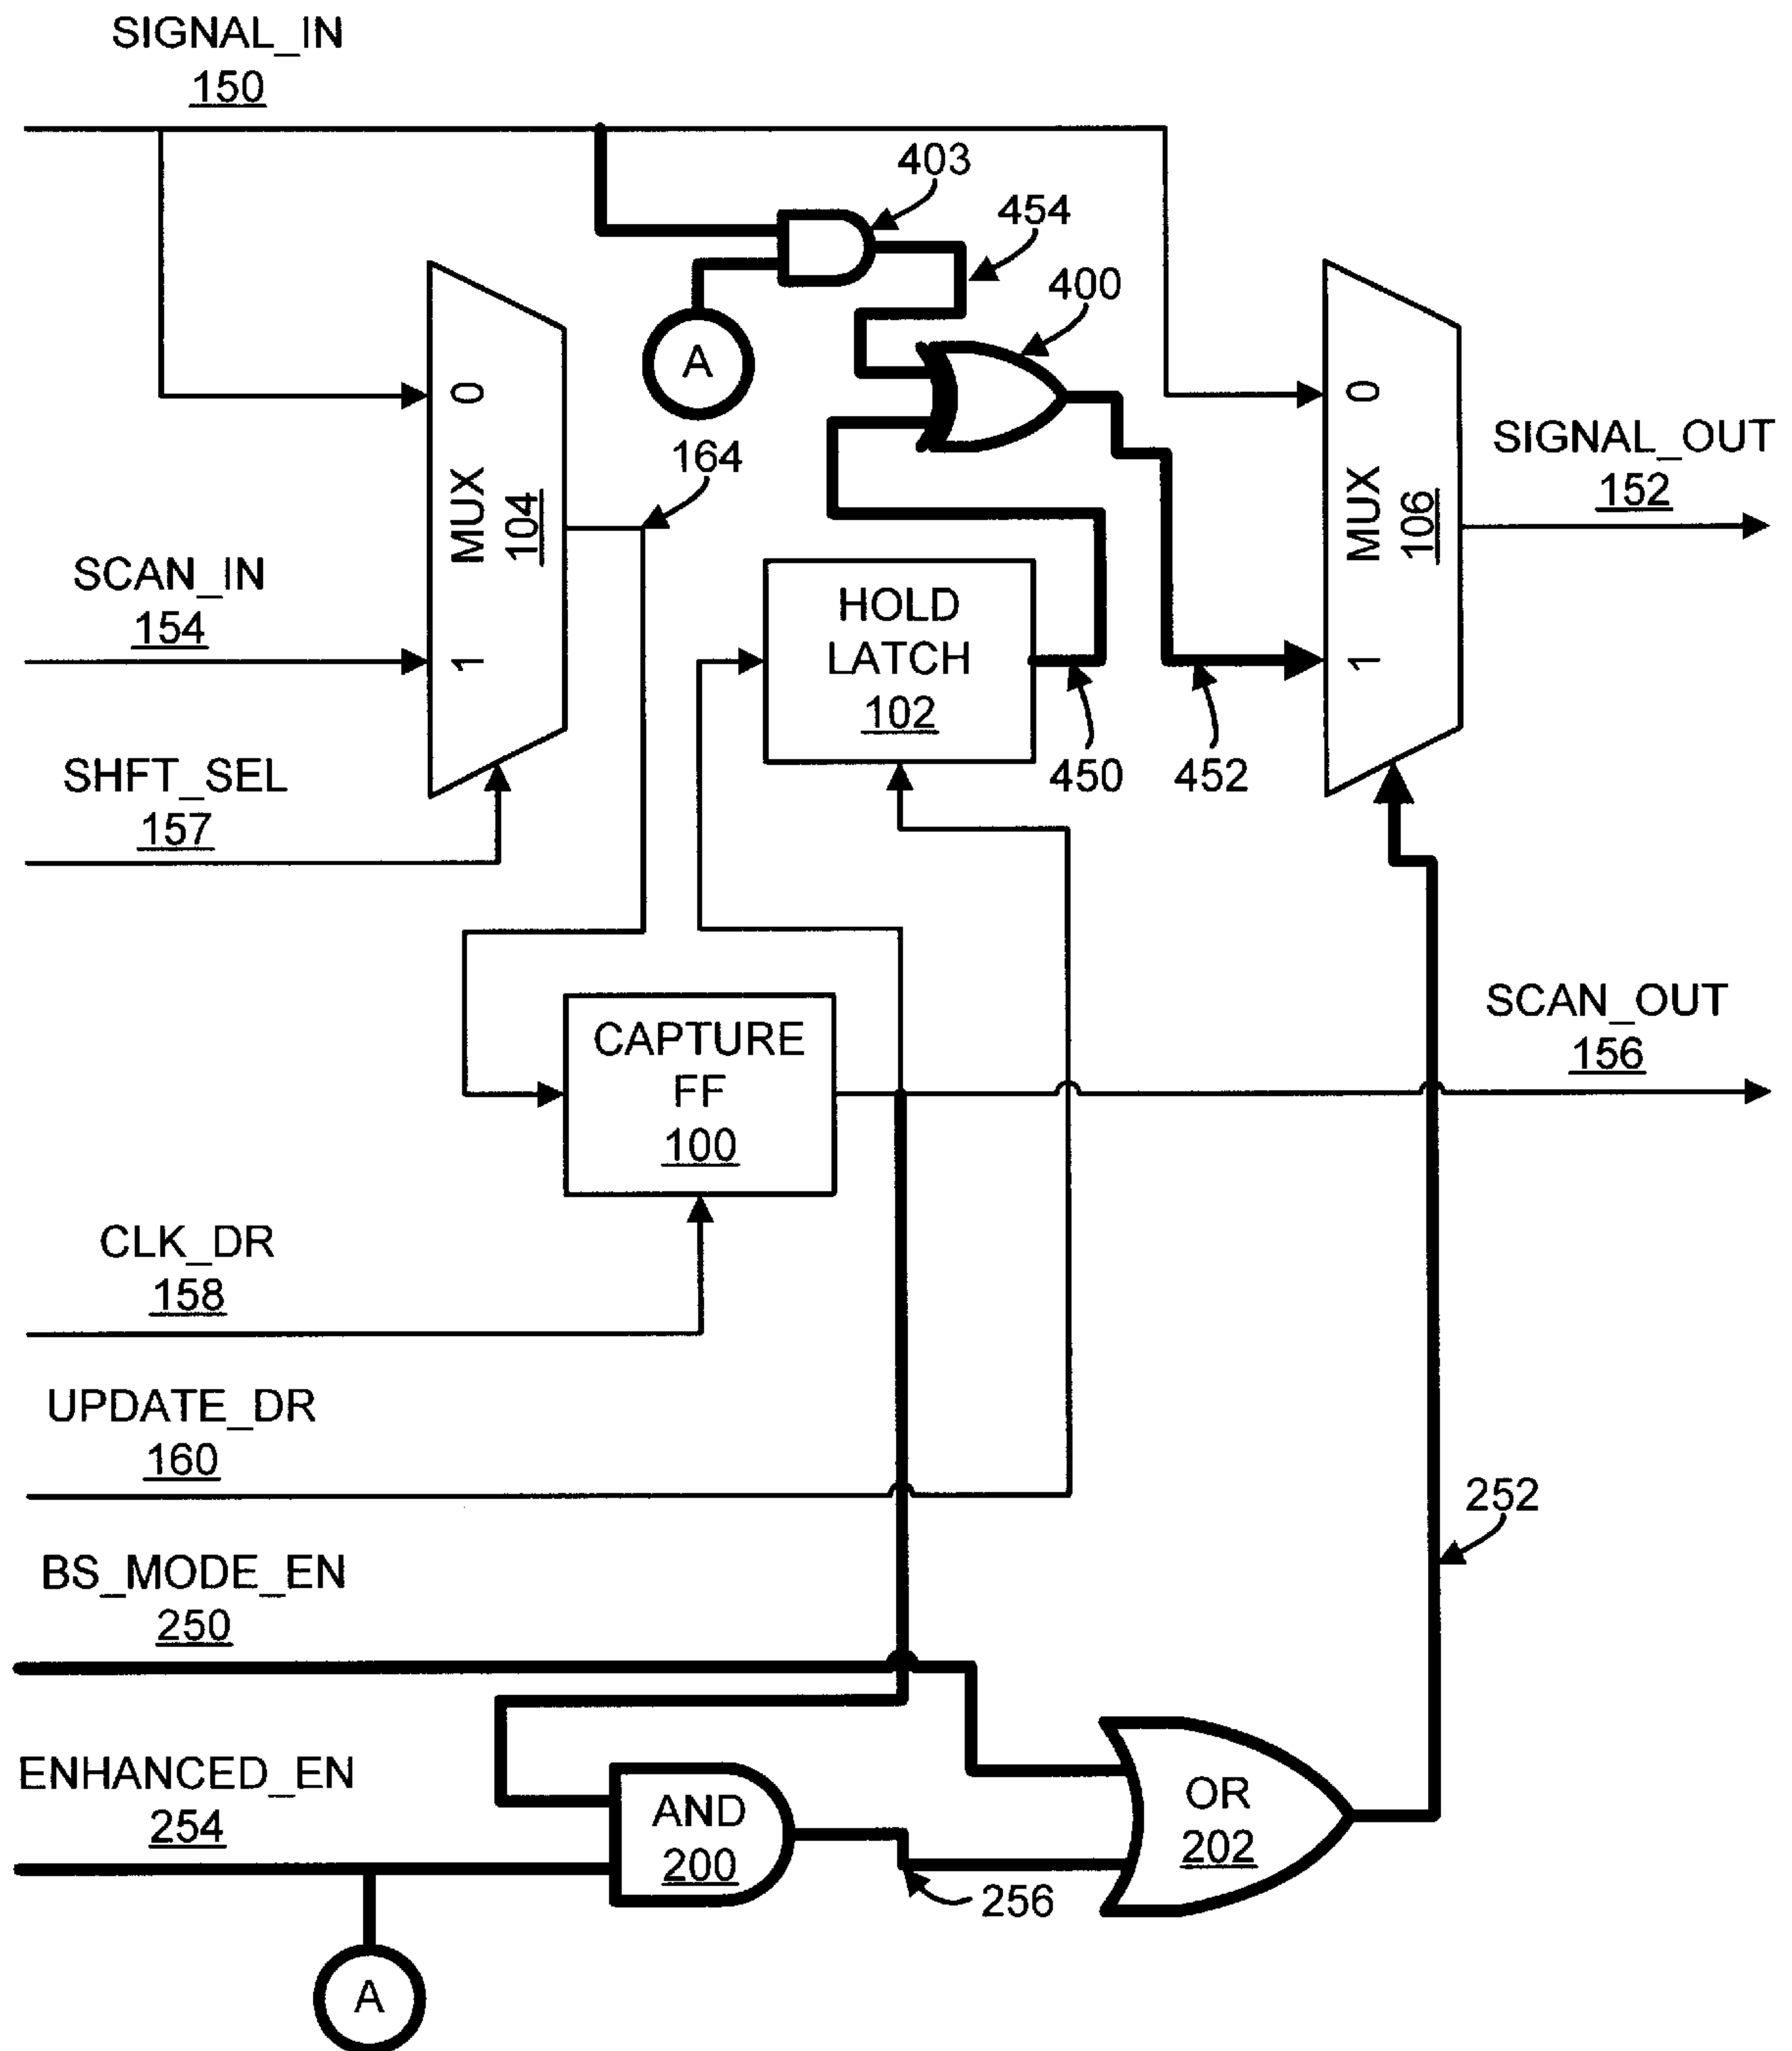 SIGNAL_IN
150
403
454
400
A
0
MUX
104
1
164
0
MUX
106
1
SIGNAL_OUT
152
SCAN_IN
154
HOLD
LATCH
102
450
452
SHFT_SEL
157
SCAN_OUT
156
CAPTURE
FF
100
CLK_DR
158
UPDATE_DR
160
252
BS_MODE_EN
250
ENHANCED_EN
254
AND
200
256
OR
202
A